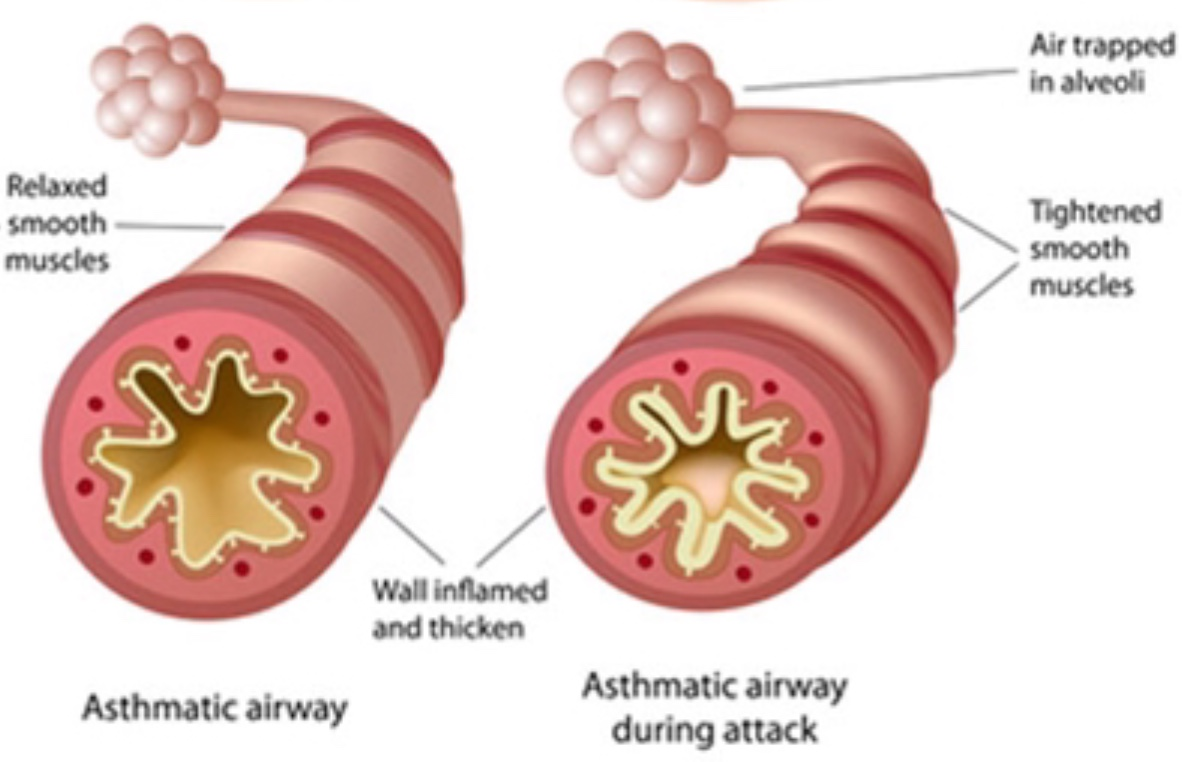 Air trapped
in alveoli
Relaxed
smooth
muscles
Tightened
smooth
muscles
Wall inflamed
and thicken
Asthmatic airway
Asthmatic airway
during attack